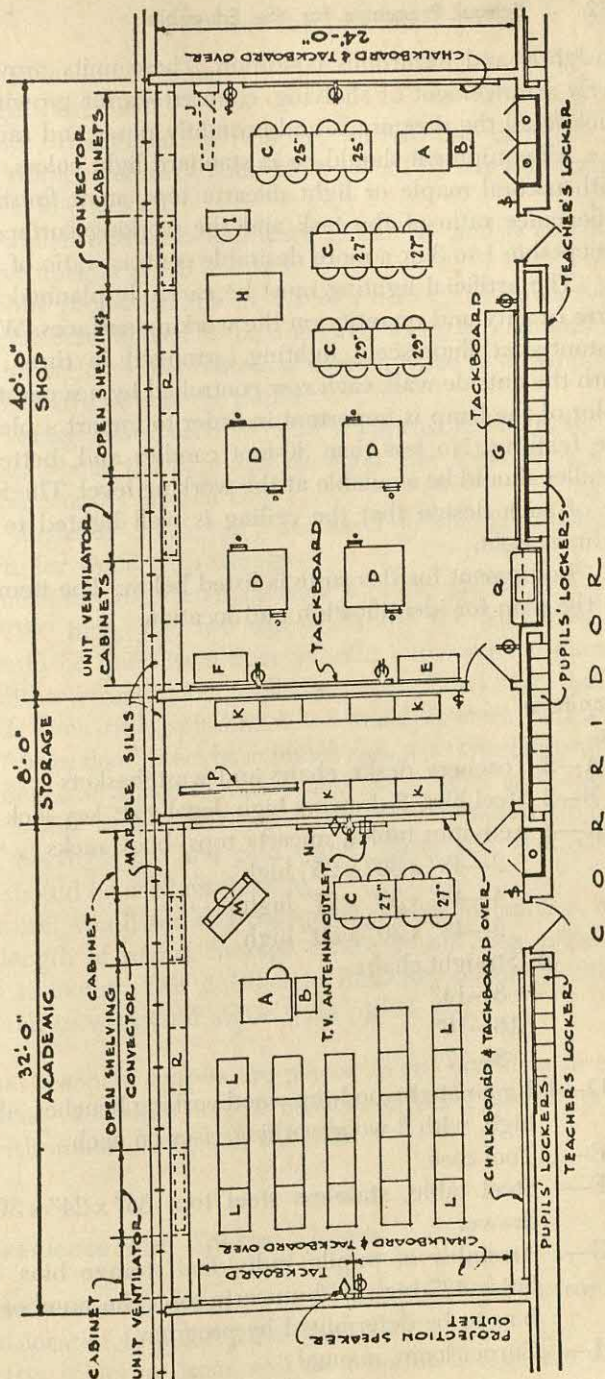 32'-0"
ACADEMIC
8'-0"
STORAGE
40'-0"
SHOP
24'-0"
CABINET
UNIT VENTILATOR
OPEN SHELVING
CONVECTOR
CABINET
MARBLE SILLS
UNIT VENTILATOR
CABINETS
OPEN SHELVING
CONVECTOR
CABINETS
CHALKBOARD & TACKBOARD OVER
R
R
TACKBOARD
CHALKBOARD & TACKBOARD OVER
PROJECTION SPEAKER
OUTLET
L
L
L
L
A
B
M
C
27"
27"
N
T.V. ANTENNA OUTLET
CHALKBOARD & TACKBOARD OVER
P
K
K
K
K
F
E
TACKBOARD
D
D
D
D
H
I
J
C
29"
29"
C
27"
27"
C
25"
25"
A
B
G
Q
TACKBOARD
$
$
$
PUPILS' LOCKERS
TEACHER'S LOCKER
PUPILS' LOCKERS
TEACHER'S LOCKER
CORRIDOR